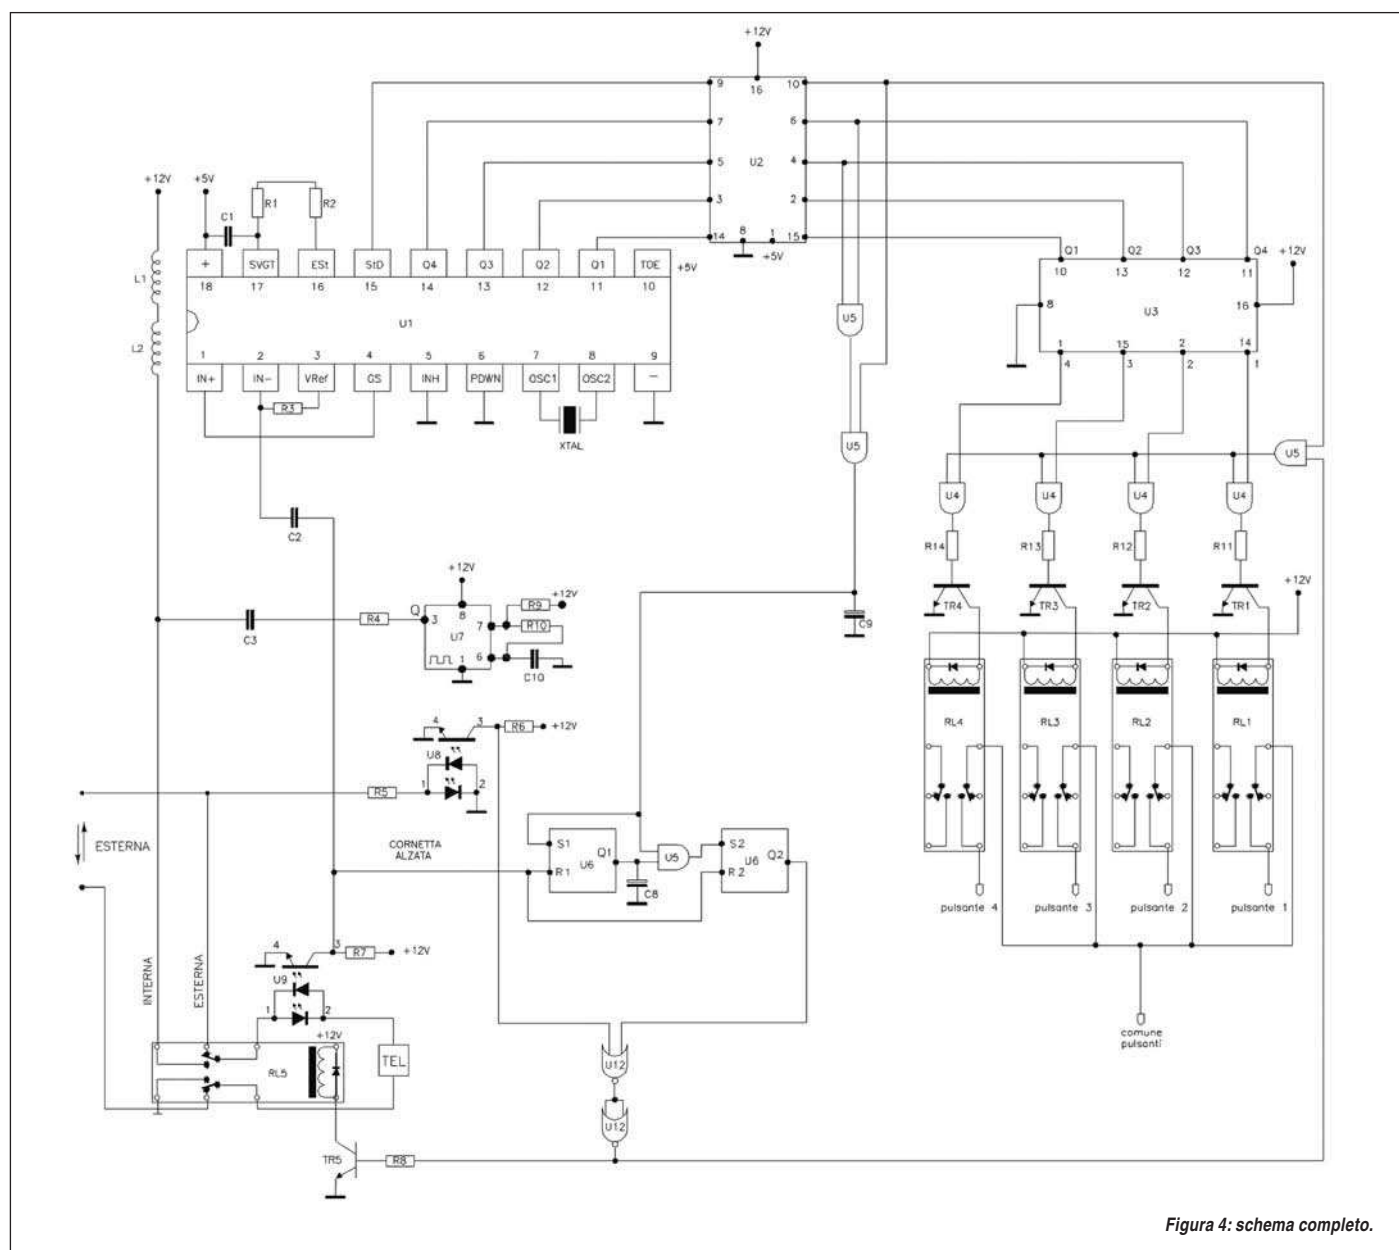 +12V
9 16 10
7 6
5 U2 4
3 2
14 8 1 15
+5V
+12V +5V
R1 R2
C1
L1
L2
+ SVGT ESt StD Q4 Q3 Q2 Q1 TOE +5V
18 17 16 15 14 13 12 11 10
U1
1 2 3 4 5 6 7 8 9
IN+ IN- VRef GS INH PDWN OSC1 OSC2 −
R3
XTAL
C2
Q1 Q2 Q3 Q4 +12V
10 13 12 11
8 U3 16
1 15 2 14
4 3 2 1
U5
U5
U5
U4 U4 U4 U4
R14 R13 R12 R11
TR4 TR3 TR2 TR1
+12V
RL4 RL3 RL2 RL1
pulsante 4 pulsante 3 pulsante 2 pulsante 1
comune
pulsanti
C9
+12V
Q 3 8 7 R9 +12V
U7 R10
1 6 C10
C3 R4
4 3 R6 +12V
U8
1 2
R5
ESTERNA
CORNETTA
ALZATA
S1 Q1
U6
R1
C8
U5
S2 Q2
U6
R2
INTERNA
ESTERNA
4 3 R7 +12V
U9
1 2
+12V
RL5
TEL
U12
U12
TR5 R8
Figura 4: schema completo.